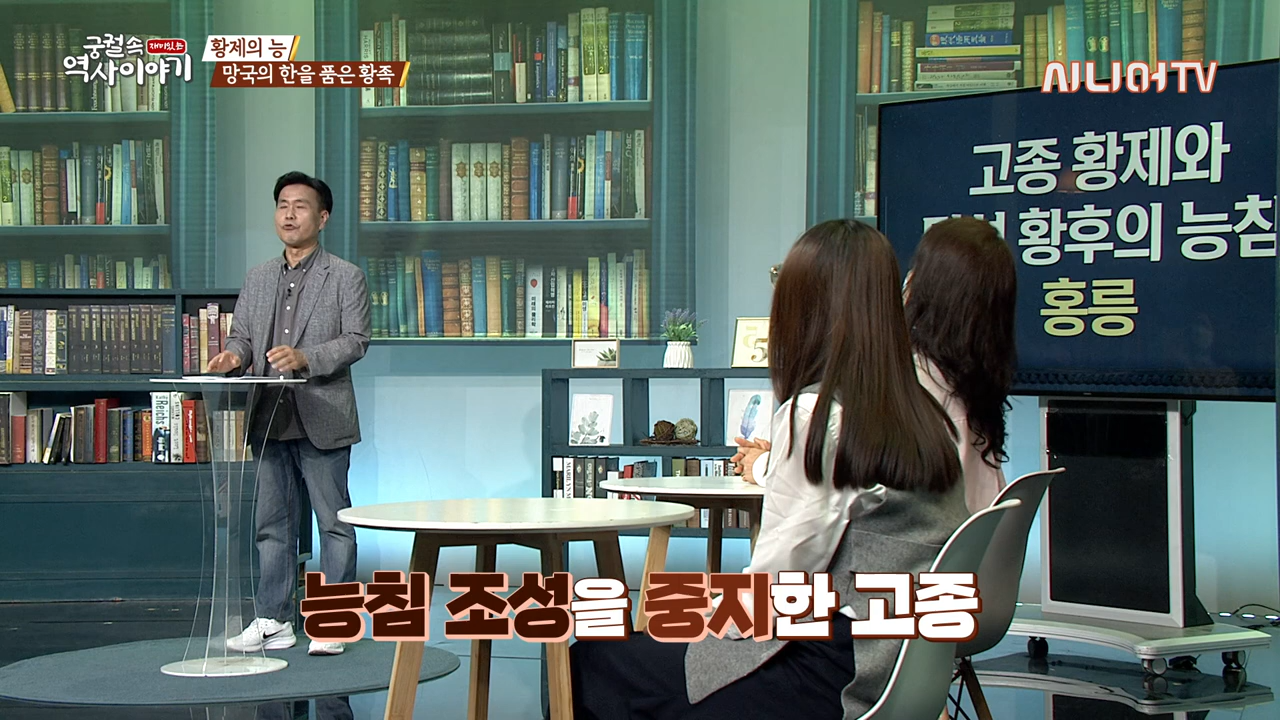 궁궐 속
재미있는
역사이야기
황제의 능
망국의 한을 품은 황족
시니어TV
고종 황제와
황후의 능침
홍릉
Reichs
능침 조성을 중지한 고종